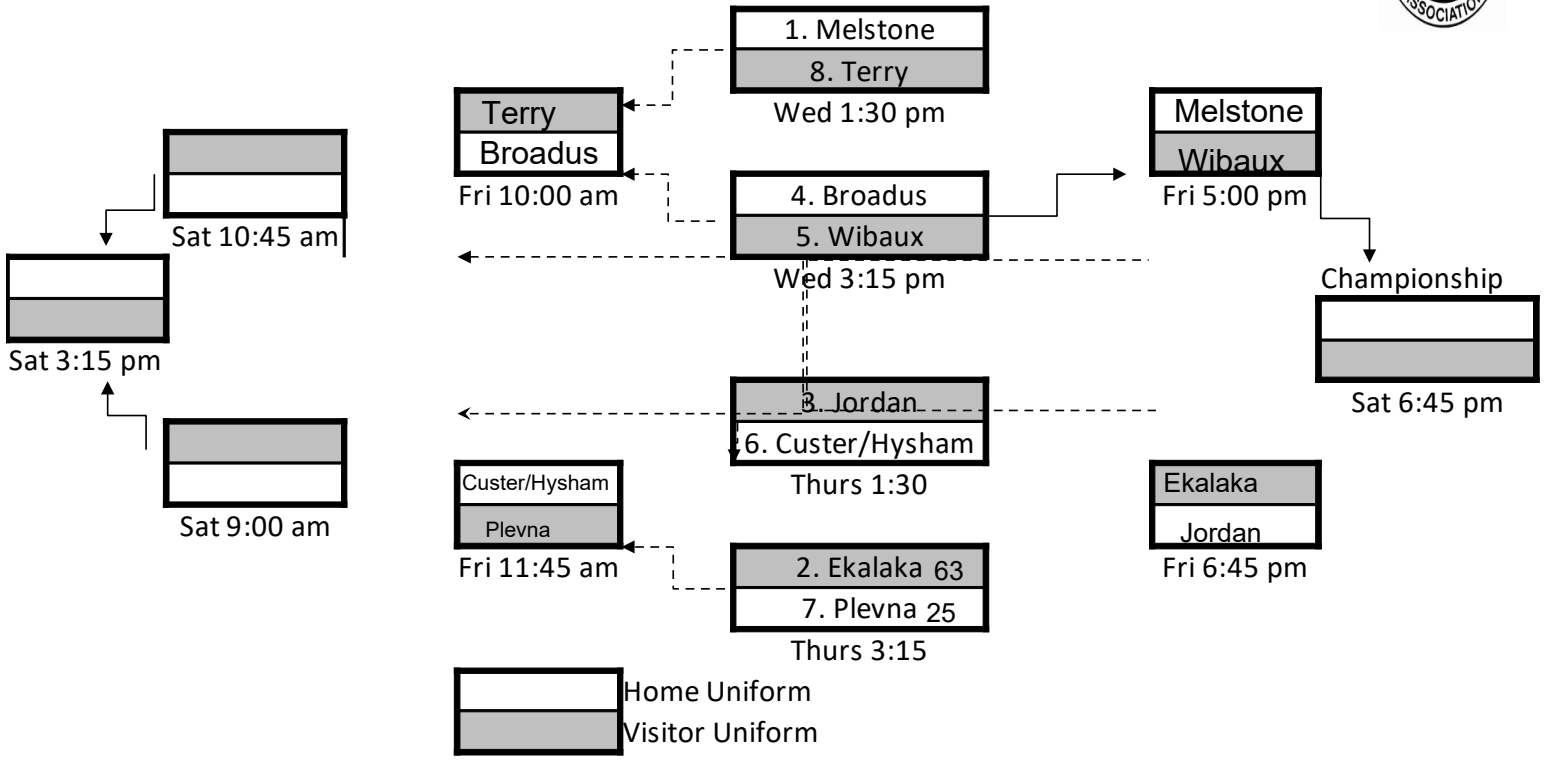 ASSOCIATION
1. Melstone
8. Terry
Wed 1:30 pm
Terry
Broadus
Fri 10:00 am
Melstone
Wibaux
Fri 5:00 pm
4. Broadus
5. Wibaux
Wed 3:15 pm
Sat 10:45 am
Championship
Sat 3:15 pm
Sat 6:45 pm
3. Jordan
6. Custer/Hysham
Thurs 1:30
Custer/Hysham
Plevna
Fri 11:45 am
Ekalaka
Jordan
Fri 6:45 pm
Sat 9:00 am
2. Ekalaka 63
7. Plevna 25
Thurs 3:15
Home Uniform
Visitor Uniform